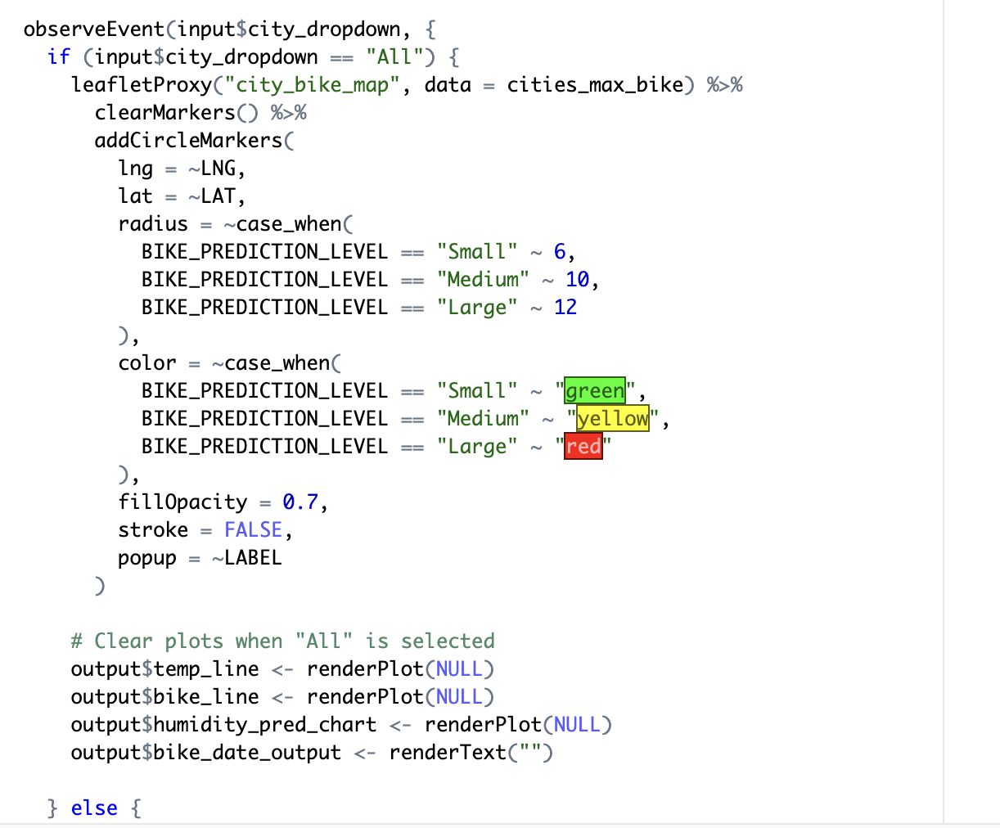 observeEvent(input$city_dropdown, {
  if (input$city_dropdown == "All") {
    leafletProxy("city_bike_map", data = cities_max_bike) %>%
      clearMarkers() %>%
      addCircleMarkers(
        lng = ~LNG,
        lat = ~LAT,
        radius = ~case_when(
          BIKE_PREDICTION_LEVEL == "Small" ~ 6,
          BIKE_PREDICTION_LEVEL == "Medium" ~ 10,
          BIKE_PREDICTION_LEVEL == "Large" ~ 12
        ),
        color = ~case_when(
          BIKE_PREDICTION_LEVEL == "Small" ~ "green",
          BIKE_PREDICTION_LEVEL == "Medium" ~ "yellow",
          BIKE_PREDICTION_LEVEL == "Large" ~ "red"
        ),
        fillOpacity = 0.7,
        stroke = FALSE,
        popup = ~LABEL
      )

    # Clear plots when "All" is selected
    output$temp_line <- renderPlot(NULL)
    output$bike_line <- renderPlot(NULL)
    output$humidity_pred_chart <- renderPlot(NULL)
    output$bike_date_output <- renderText("")

  } else {